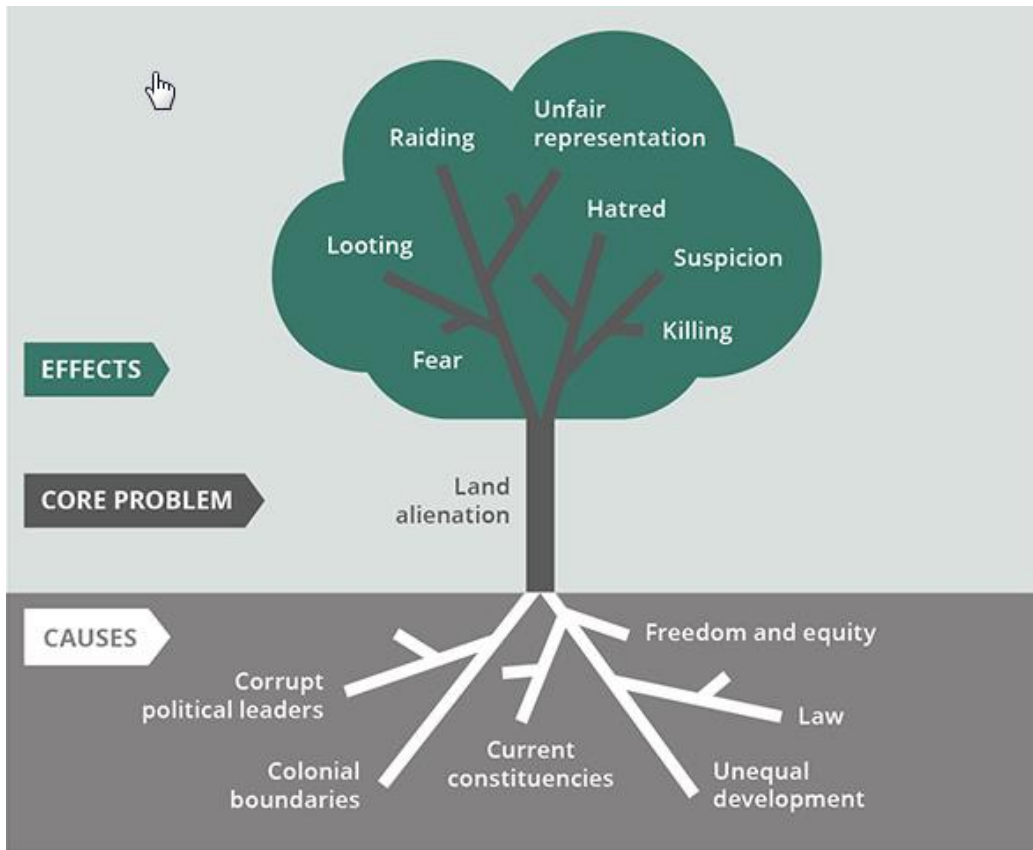 Unfair
representation
Raiding
Hatred
Looting
Suspicion
Killing
Fear
EFFECTS
CORE PROBLEM
Land
alienation
CAUSES
Freedom and equity
Corrupt
political leaders
Law
Current
constituencies
Colonial
boundaries
Unequal
development